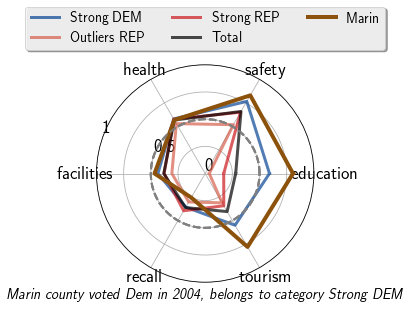 Strong DEM Strong REP Marin
Outliers REP Total
health safety
1
0.5
0
facilities education
recall tourism
Marin county voted Dem in 2004, belongs to category Strong DEM